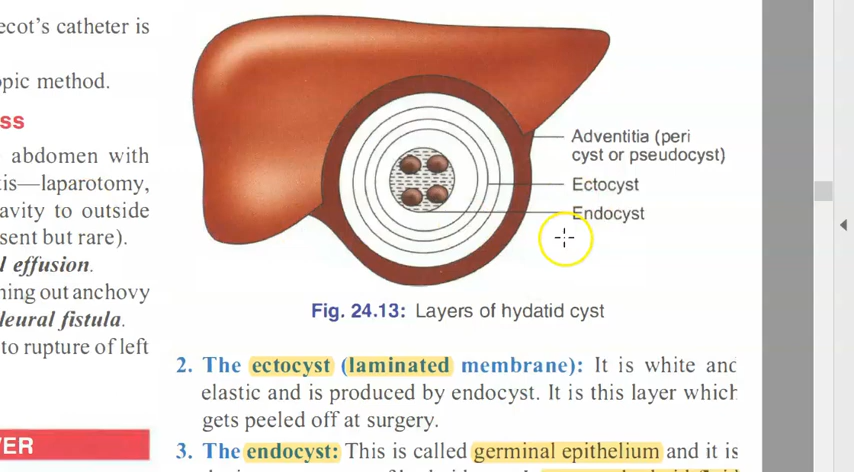 ecot's catheter is
opic method.
ss
abdomen with
tis—laparotomy,
avity to outside
sent but rare).
l effusion.
ning out anchovy
leural fistula.
to rupture of left
VER
Adventitia (peri
cyst or pseudocyst)
Ectocyst
Endocyst
Fig. 24.13: Layers of hydatid cyst
2. The ectocyst (laminated membrane): It is white and
elastic and is produced by endocyst. It is this layer which
gets peeled off at surgery.
3. The endocyst: This is called germinal epithelium and it is